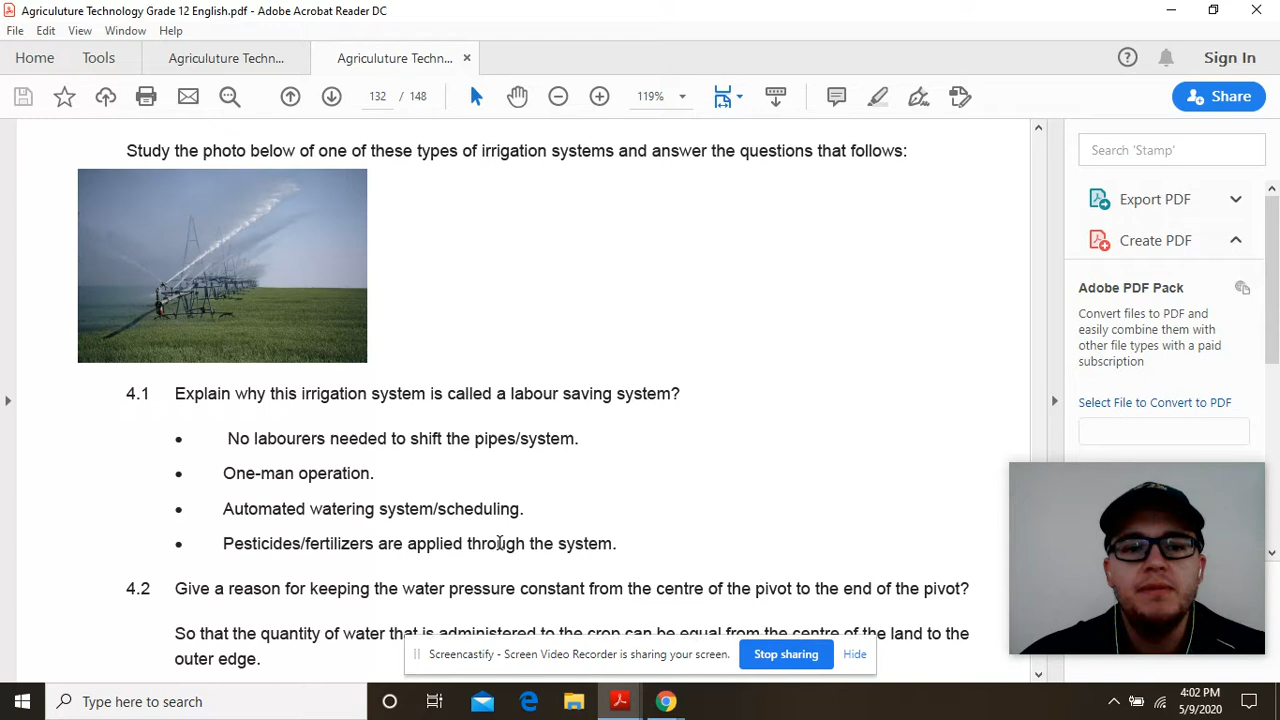 Agriculuture Technology Grade 12 English.pdf - Adobe Acrobat Reader DC
File Edit View Window Help
Home Tools Agriculuture Techn... Agriculuture Techn... × ? Sign In
132 / 148 119% Share
Study the photo below of one of these types of irrigation systems and answer the questions that follows:
4.1 Explain why this irrigation system is called a labour saving system?
• No labourers needed to shift the pipes/system.
• One-man operation.
• Automated watering system/scheduling.
• Pesticides/fertilizers are applied through the system.
4.2 Give a reason for keeping the water pressure constant from the centre of the pivot to the end of the pivot?
So that the quantity of water that is administered to the crop can be equal from the centre of the land to the
outer edge.
Search 'Stamp'
Export PDF
Create PDF
Adobe PDF Pack
Convert files to PDF and
easily combine them with
other file types with a paid
subscription
Select File to Convert to PDF
Screencastify - Screen Video Recorder is sharing your screen. Stop sharing Hide
Type here to search
4:02 PM
5/9/2020